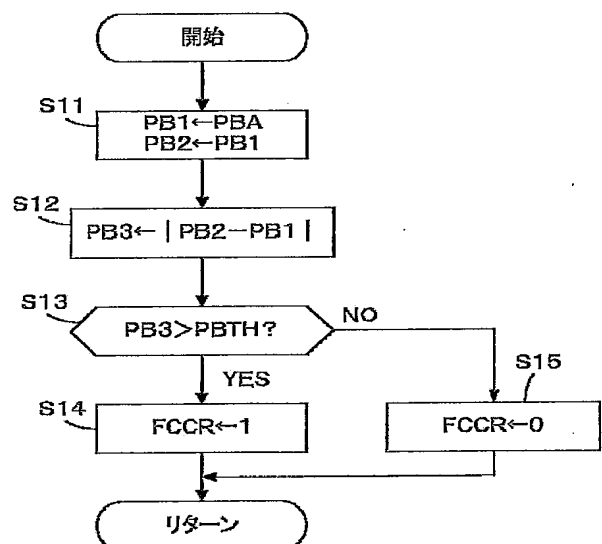 開始
S11
PB1←PBA
PB2←PB1
S12
PB3←|PB2-PB1|
S13
PB3>PBTH?
NO
YES
S14
FCCR←1
S15
FCCR←0
リターン